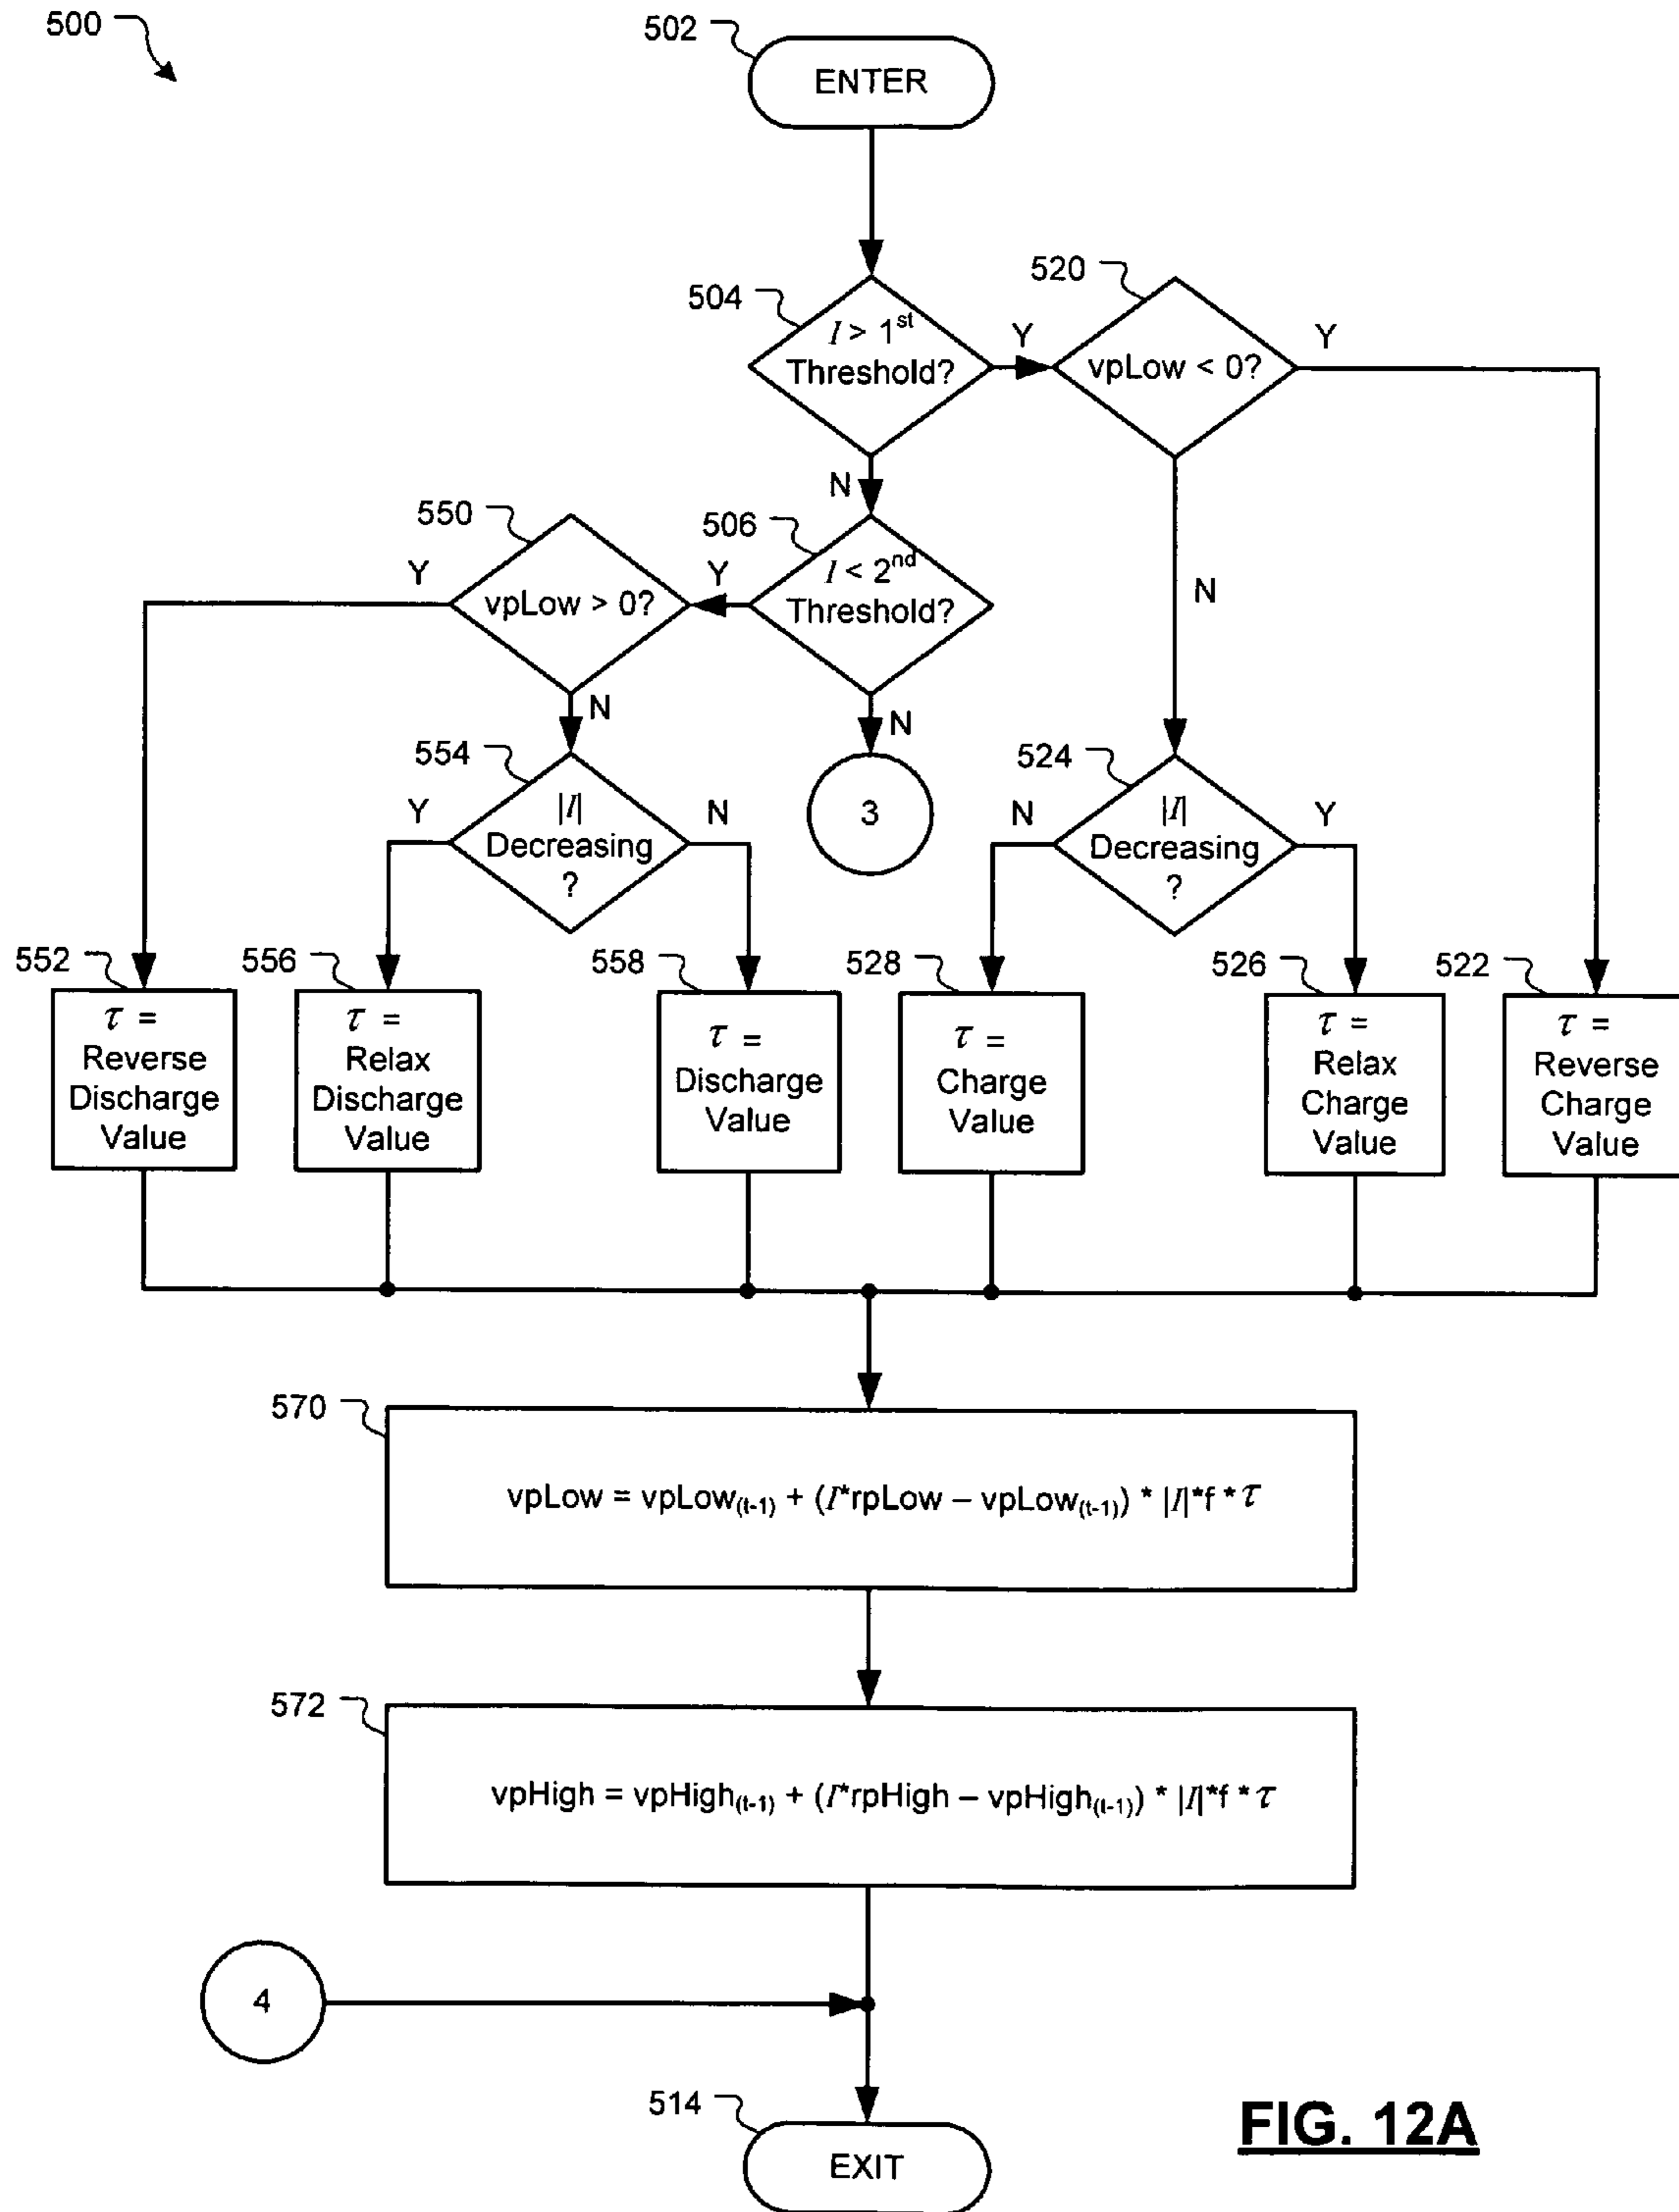 500
502
ENTER
504
I > 1st
Threshold?
Y
520
vpLow < 0?
Y
N
550
Y
vpLow > 0?
506
Y
I < 2nd
Threshold?
N
N
N
3
554
Y
|I|
Decreasing
?
N
524
N
|I|
Decreasing
?
Y
552
τ =
Reverse
Discharge
Value
556
τ =
Relax
Discharge
Value
558
τ =
Discharge
Value
528
τ =
Charge
Value
526
τ =
Relax
Charge
Value
522
τ =
Reverse
Charge
Value
570
vpLow = vpLow(t-1) + (I*rpLow – vpLow(t-1)) * |I|*f * τ
572
vpHigh = vpHigh(t-1) + (I*rpHigh – vpHigh(t-1)) * |I|*f * τ
4
514
EXIT
FIG. 12A